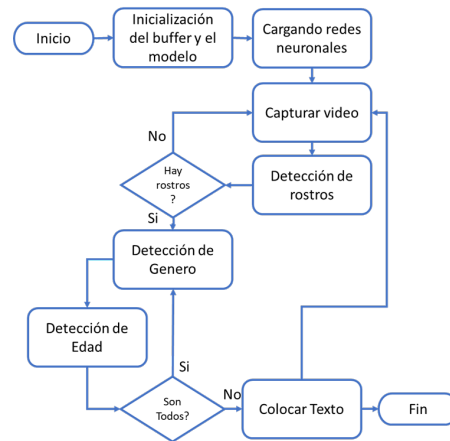 Inicio
Inicialización
del buffer y el
modelo
Cargando redes
neuronales
Capturar video
No
Hay
rostros
?
Detección de
rostros
Si
Detección de
Genero
Detección de
Edad
Si
Son
Todos?
No
Colocar Texto
Fin